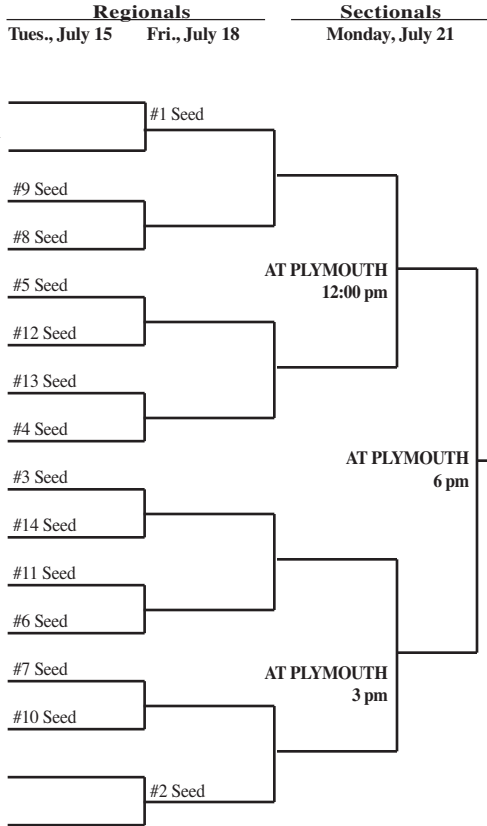 Regionals
Sectionals
Tues., July 15
Fri., July 18
Monday, July 21
#1 Seed
#9 Seed
#8 Seed
AT PLYMOUTH
12:00 pm
#5 Seed
#12 Seed
#13 Seed
#4 Seed
AT PLYMOUTH
6 pm
#3 Seed
#14 Seed
#11 Seed
#6 Seed
AT PLYMOUTH
3 pm
#7 Seed
#10 Seed
#2 Seed